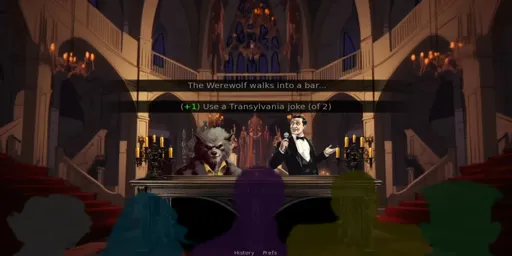 The Werewolf walks into a bar...
(+1) Use a Transylvania joke (of 2)
History Prefs